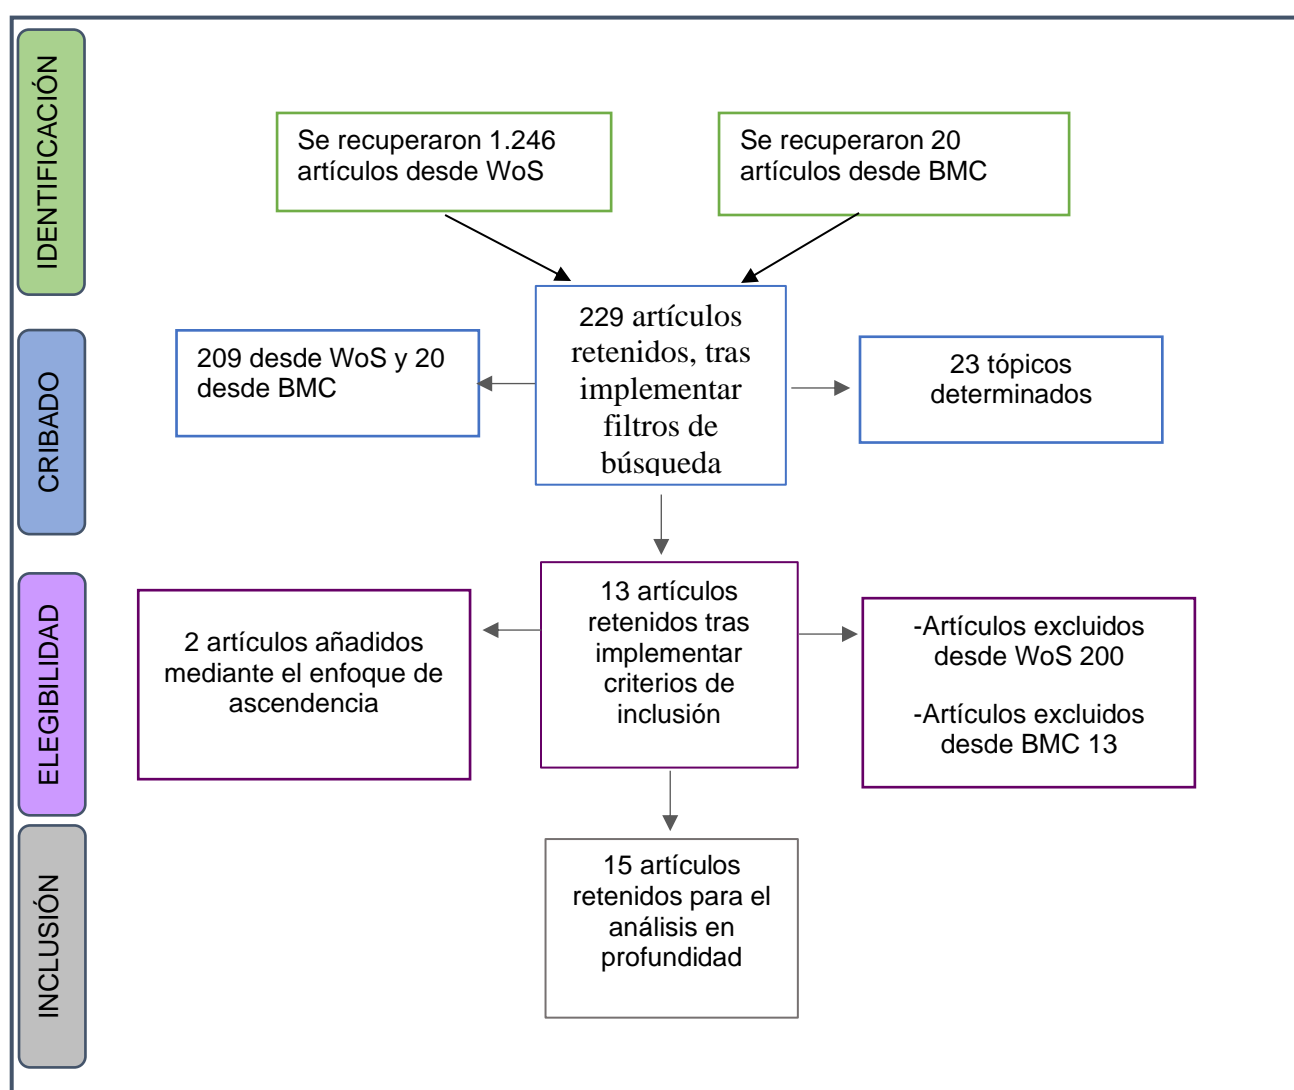 IDENTIFICACIÓN
Se recuperaron 1.246
artículos desde WoS
Se recuperaron 20
artículos desde BMC
CRIBADO
209 desde WoS y 20
desde BMC
229 artículos
retenidos, tras
implementar
filtros de
búsqueda
23 tópicos
determinados
ELEGIBILIDAD
2 artículos añadidos
mediante el enfoque de
ascendencia
13 artículos
retenidos tras
implementar
criterios de
inclusión
-Artículos excluidos
desde WoS 200
-Artículos excluidos
desde BMC 13
INCLUSIÓN
15 artículos
retenidos para el
análisis en
profundidad